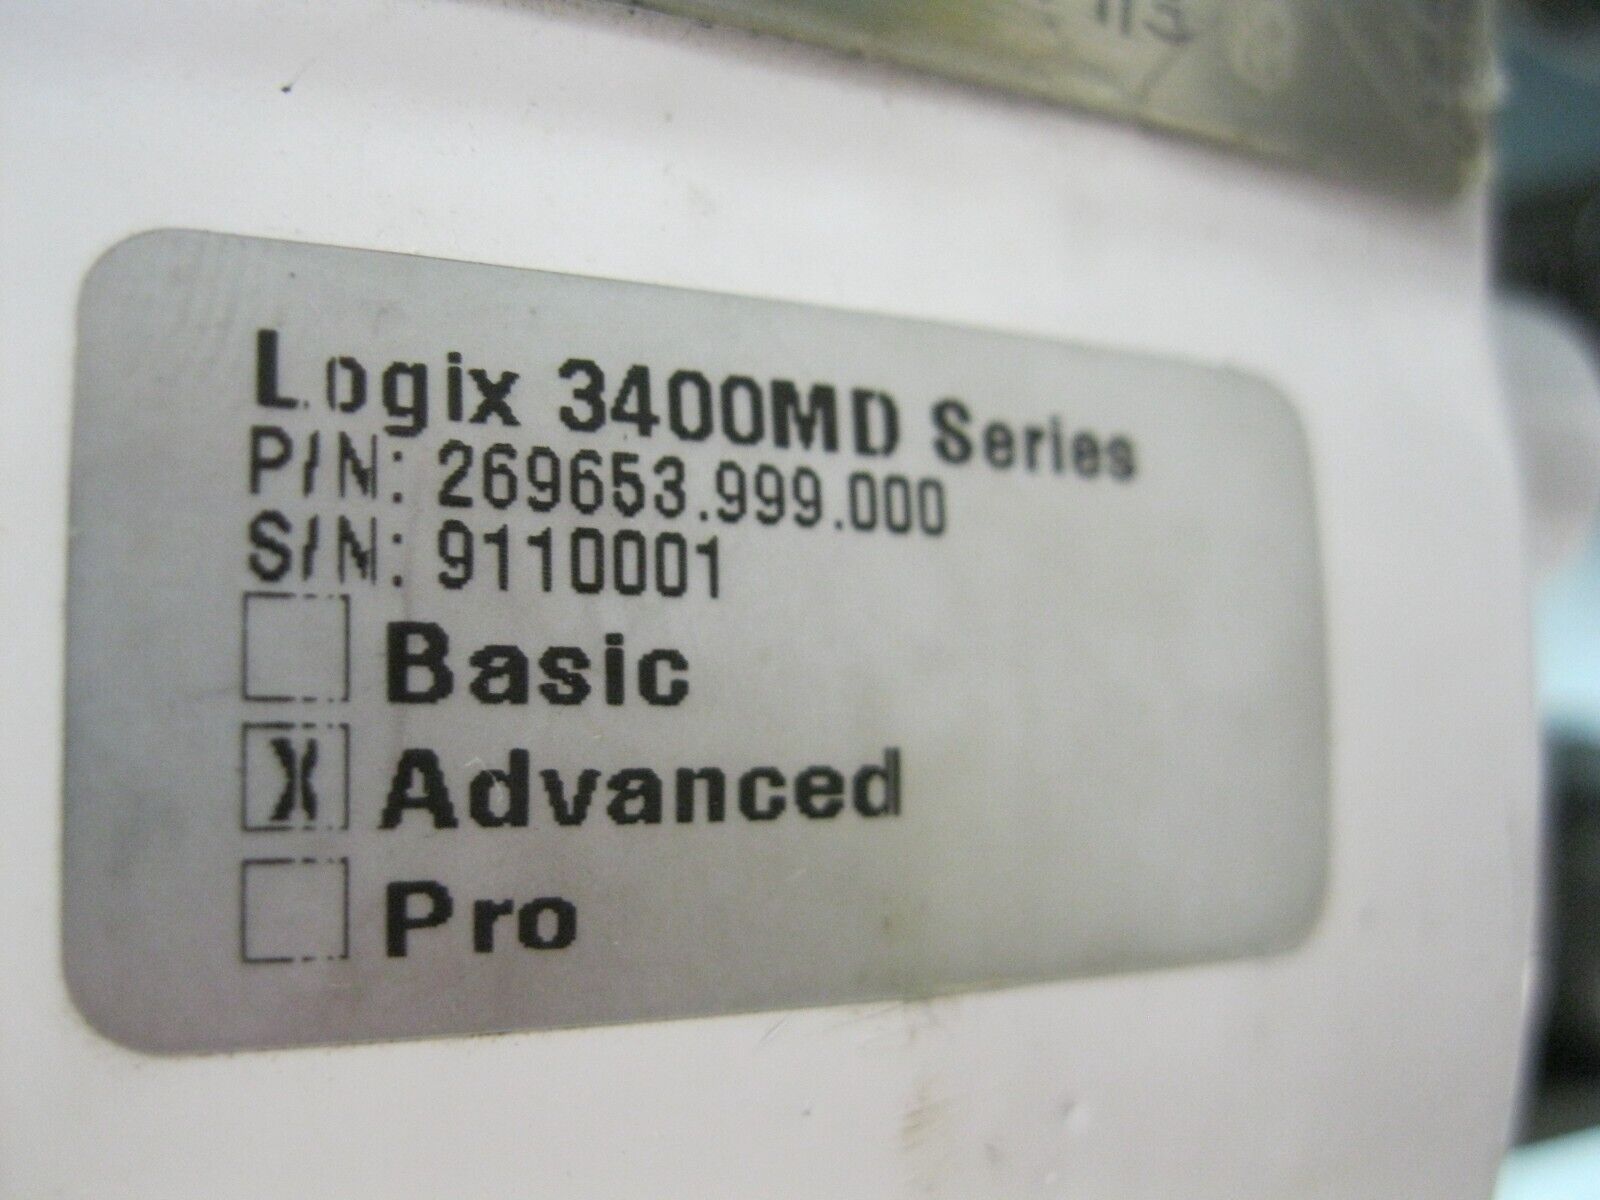 Logix 3400MD Series
P/N: 269653.999.000
S/N: 9110001
Basic
X Advanced
Pro